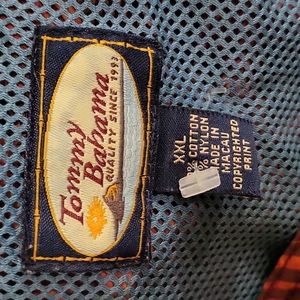 Tommy
Bahama
QUALITY SINCE 1993
XXL
% COTTON
% NYLON
MADE IN
MACAU
COPYRIGHTED
PRINT